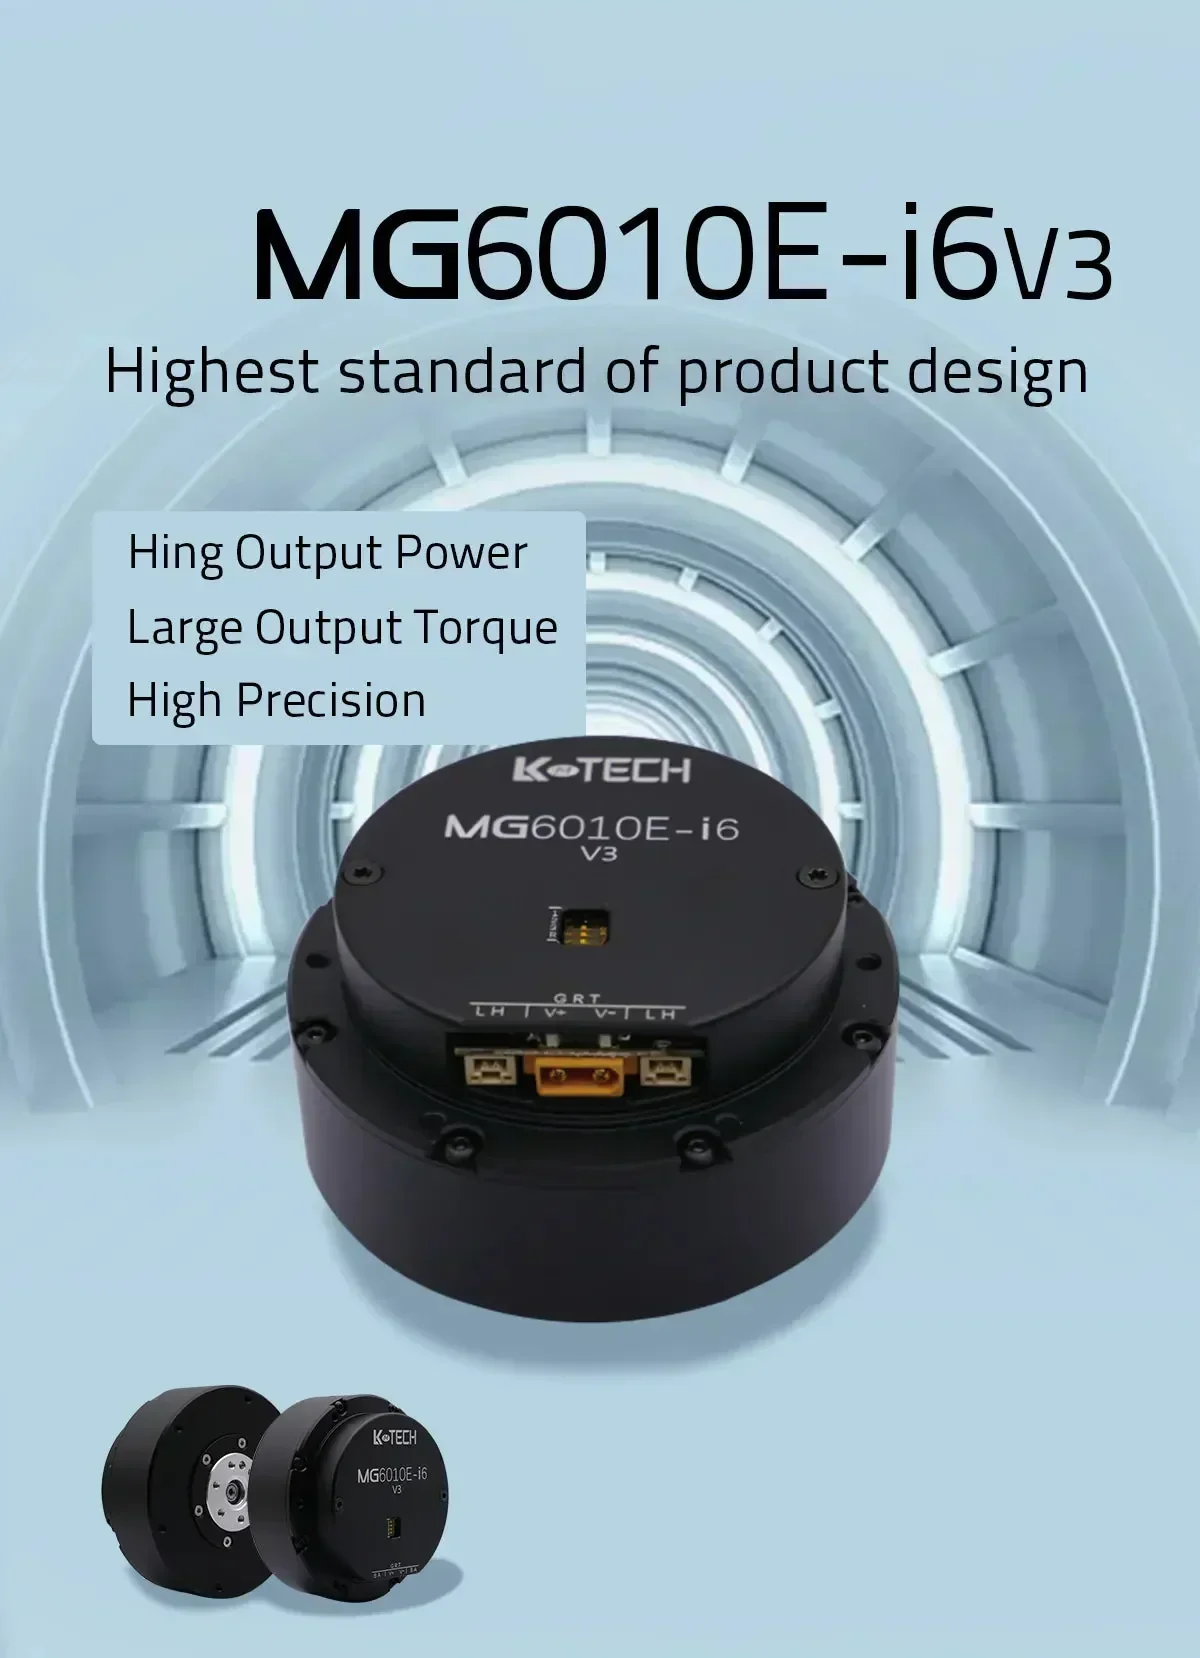 MG6010E-i6V3
Highest standard of product design
Hing Output Power
Large Output Torque
High Precision
K TECH
MG6010E-i6
V3
GRT
LH | V+ V- | LH
K TECH
MG6010E-i6
V3
GRT